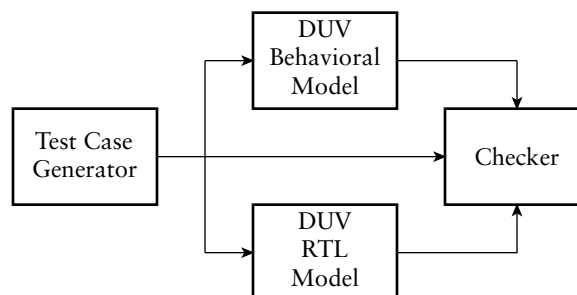 DUV
Behavioral
Model
Test Case
Generator
Checker
DUV
RTL
Model